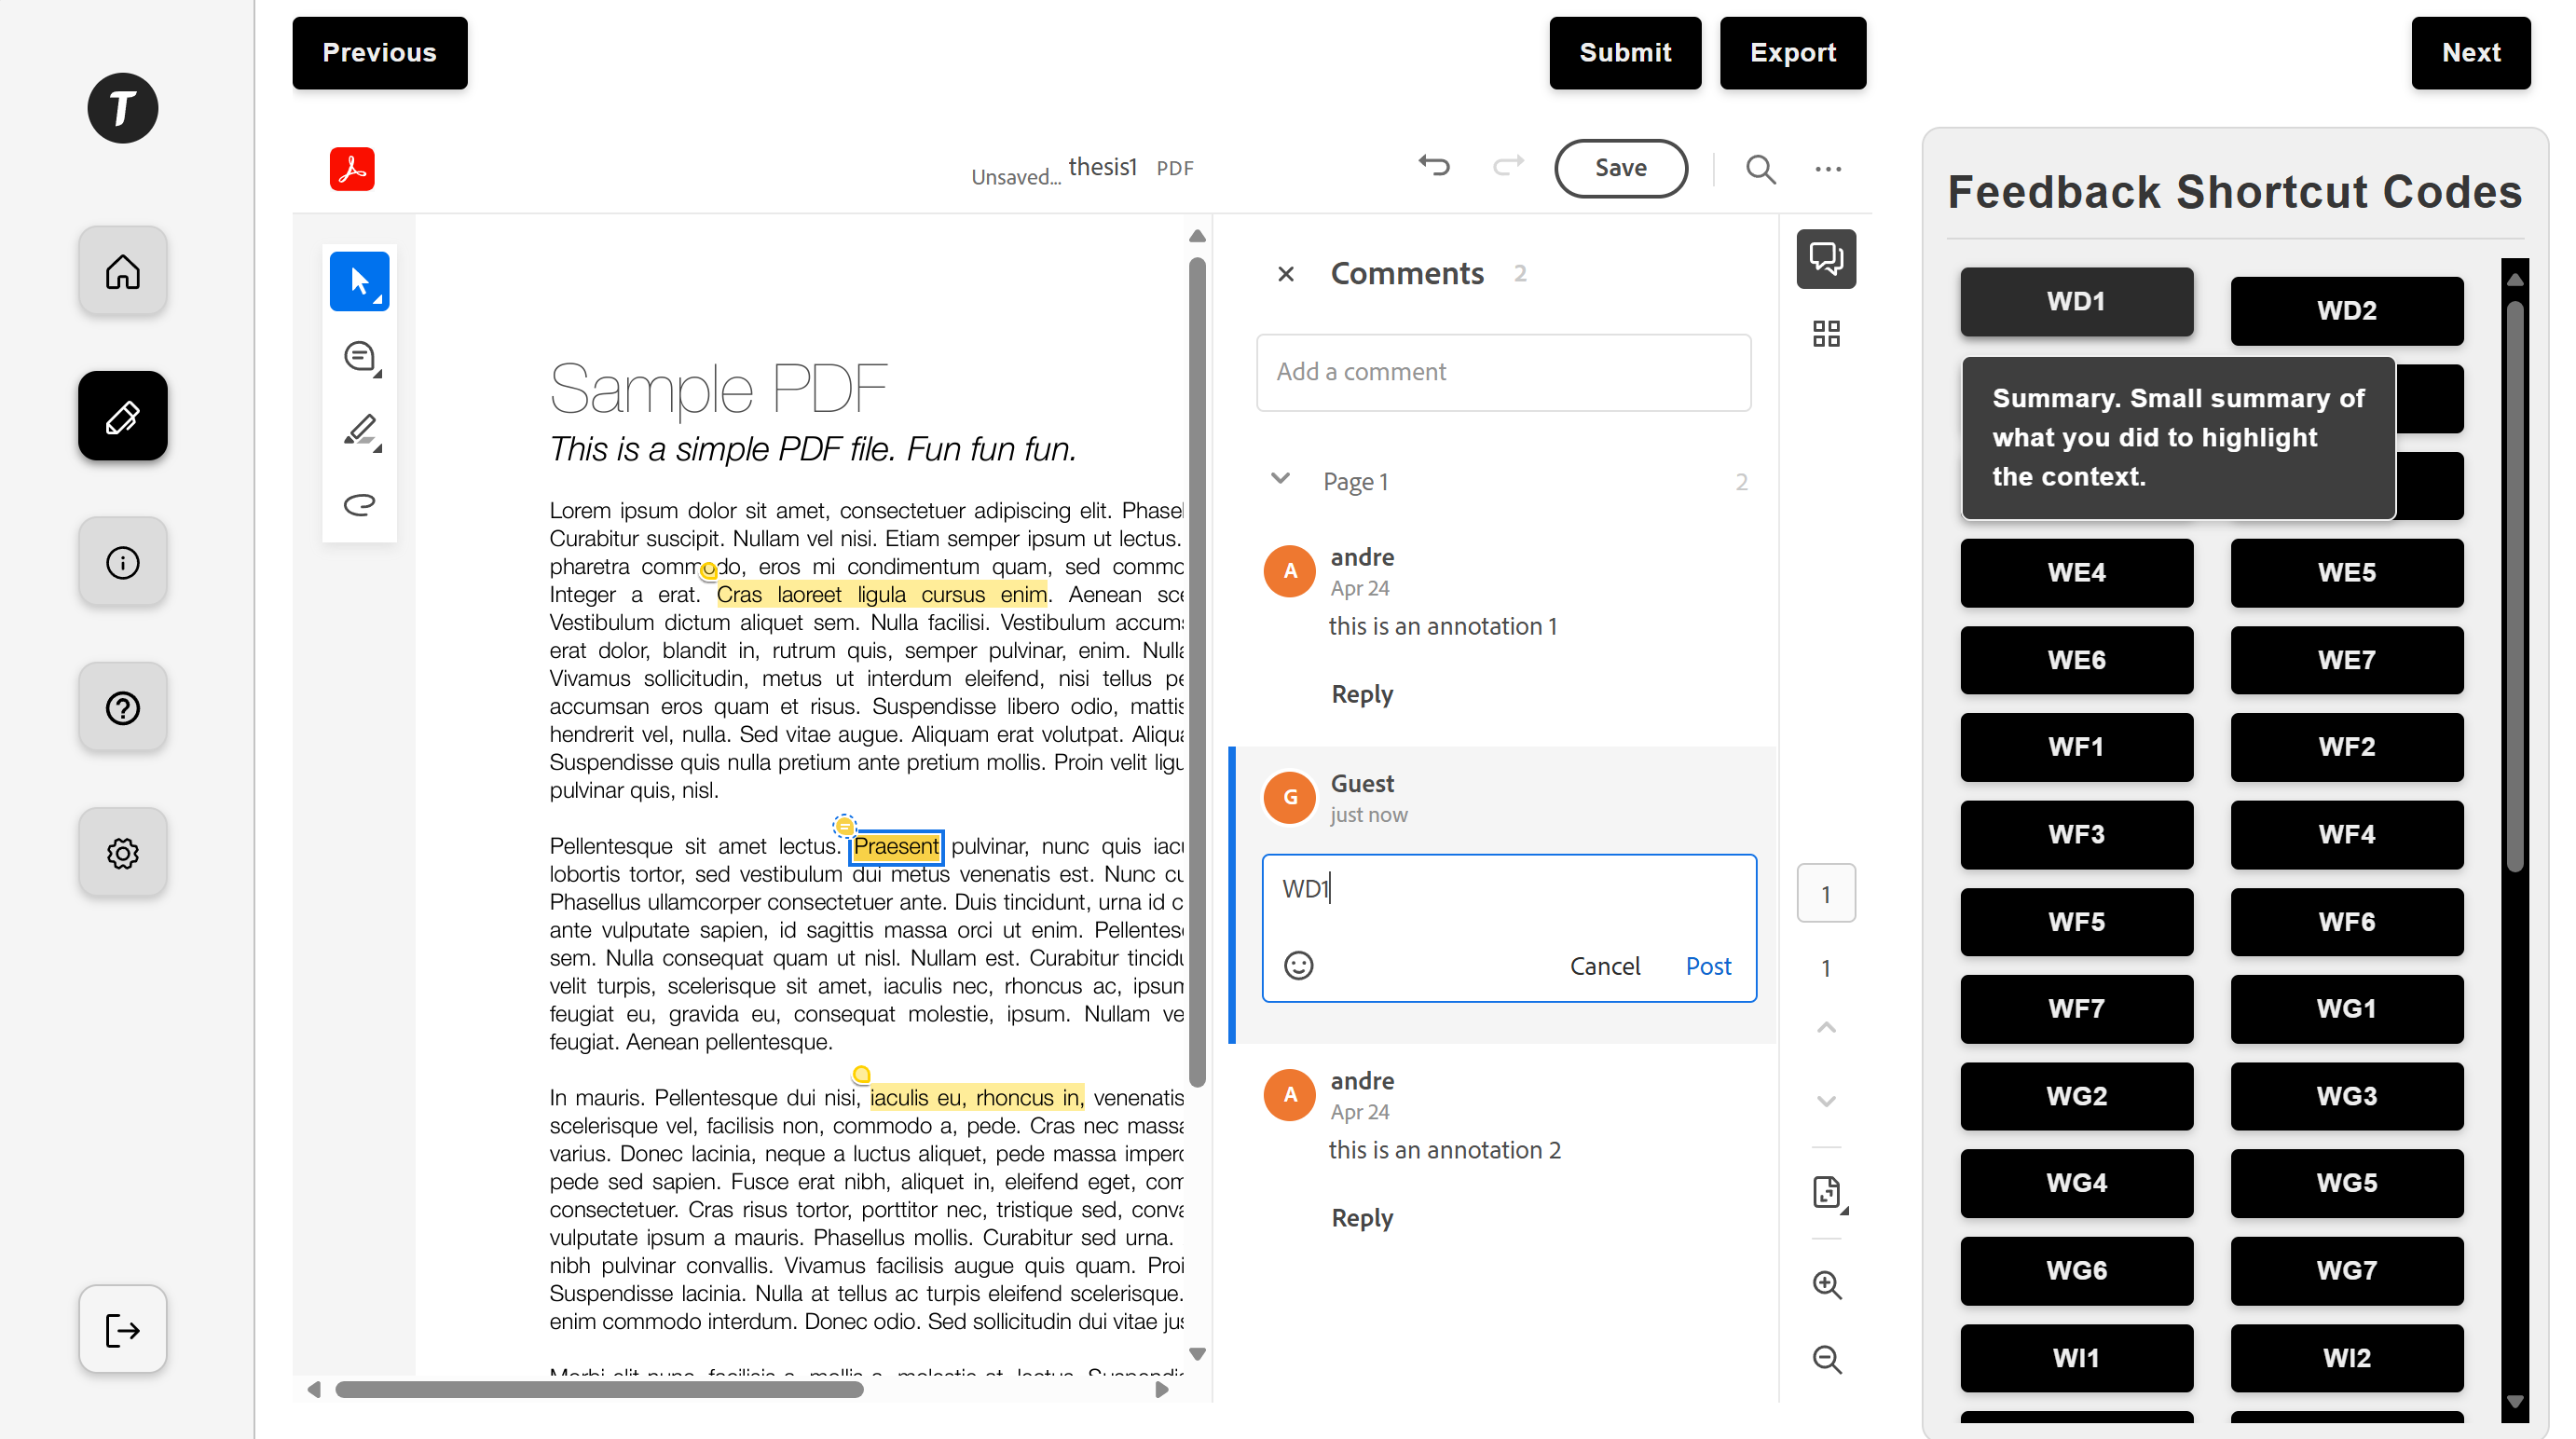 Previous
Submit
Export
Next
T
Unsaved... thesis1 PDF
Save
Sample PDF
This is a simple PDF file. Fun fun fun.
Lorem ipsum dolor sit amet, consectetuer adipiscing elit. Phasel
Curabitur suscipit. Nullam vel nisi. Etiam semper ipsum ut lectus.
pharetra commodo, eros mi condimentum quam, sed commo
Integer a erat. Cras laoreet ligula cursus enim. Aenean sce
Vestibulum dictum aliquet sem. Nulla facilisi. Vestibulum accums
erat dolor, blandit in, rutrum quis, semper pulvinar, enim. Nulla
Vivamus sollicitudin, metus ut interdum eleifend, nisi tellus pe
accumsan eros quam et risus. Suspendisse libero odio, mattis
hendrerit vel, nulla. Sed vitae augue. Aliquam erat volutpat. Aliqua
Suspendisse quis nulla pretium ante pretium mollis. Proin velit ligu
pulvinar quis, nisl.
Pellentesque sit amet lectus. Praesent pulvinar, nunc quis iacu
lobortis tortor, sed vestibulum dui metus venenatis est. Nunc cu
Phasellus ullamcorper consectetuer ante. Duis tincidunt, urna id c
ante vulputate sapien, id sagittis massa orci ut enim. Pellentes
sem. Nulla consequat quam ut nisl. Nullam est. Curabitur tincidu
velit turpis, scelerisque sit amet, iaculis nec, rhoncus ac, ipsum
feugiat eu, gravida eu, consequat molestie, ipsum. Nullam ve
feugiat. Aenean pellentesque.
In mauris. Pellentesque dui nisi, iaculis eu, rhoncus in, venenatis
scelerisque vel, facilisis non, commodo a, pede. Cras nec massa
varius. Donec lacinia, neque a luctus aliquet, pede massa imperd
pede sed sapien. Fusce erat nibh, aliquet in, eleifend eget, com
consectetuer. Cras risus tortor, porttitor nec, tristique sed, conva
vulputate ipsum a mauris. Phasellus mollis. Curabitur sed urna.
nibh pulvinar convallis. Vivamus facilisis augue quis quam. Proi
Suspendisse lacinia. Nulla at tellus ac turpis eleifend scelerisque.
enim commodo interdum. Donec odio. Sed sollicitudin dui vitae jus
Morbi elit nunc, facilisis a, mollis a, molestie at, lectus. Suspendis
Comments 2
Add a comment
Page 1 2
A
andre
Apr 24
this is an annotation 1
Reply
G
Guest
just now
WD1
Cancel Post
A
andre
Apr 24
this is an annotation 2
Reply
1
1
Feedback Shortcut Codes
WD1 WD2
Summary. Small summary of
what you did to highlight
the context.
WE4 WE5
WE6 WE7
WF1 WF2
WF3 WF4
WF5 WF6
WF7 WG1
WG2 WG3
WG4 WG5
WG6 WG7
WI1 WI2